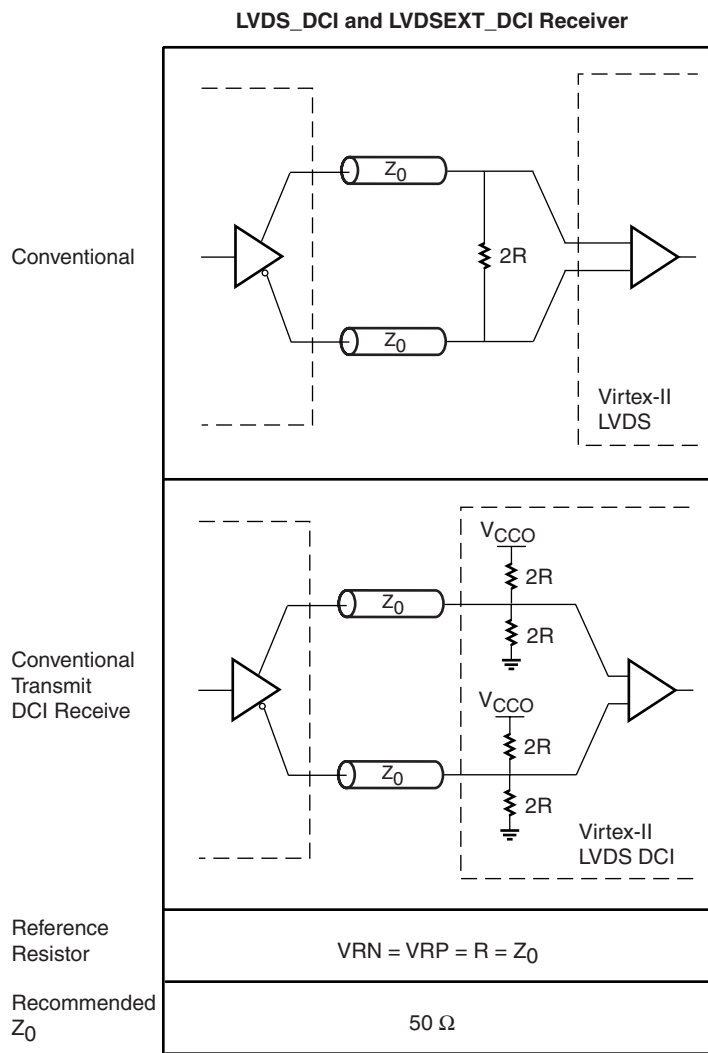 LVDS_DCI and LVDSEXT_DCI Receiver
Conventional
Z0
2R
Z0
Virtex-II
LVDS
Conventional
Transmit
DCI Receive
VCCO
2R
Z0
2R
VCCO
2R
Z0
2R
Virtex-II
LVDS DCI
Reference
Resistor
VRN = VRP = R = Z0
Recommended
Z0
50 Ω